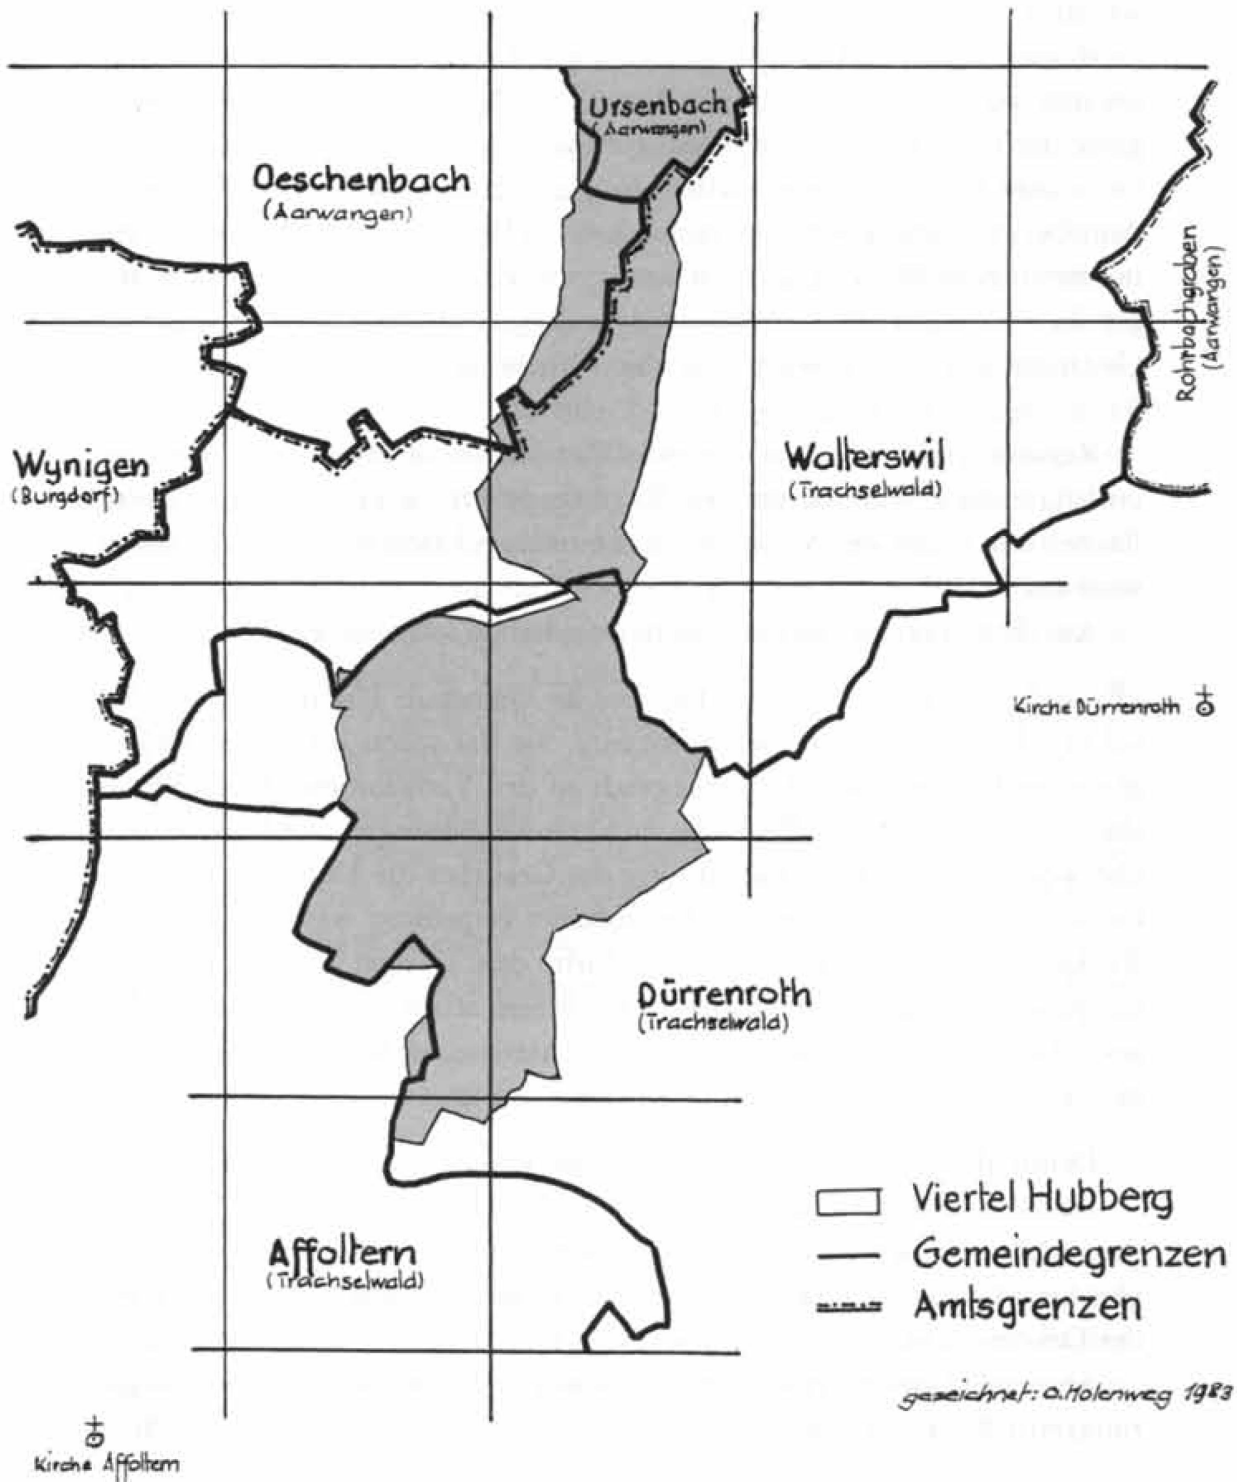 Ursenbach
(Aarwangen)
Oeschenbach
(Aarwangen)
Rohrbachgraben
(Aarwangen)
Wynigen
(Burgdorf)
Walterswil
(Trachselwald)
Kirche Dürrenroth
Dürrenroth
(Trachselwald)
Affoltern
(Trachselwald)
Viertel Hubberg
Gemeindegrenzen
Amtsgrenzen
gezeichnet: O. Holenweg 1983
Kirche Affoltern